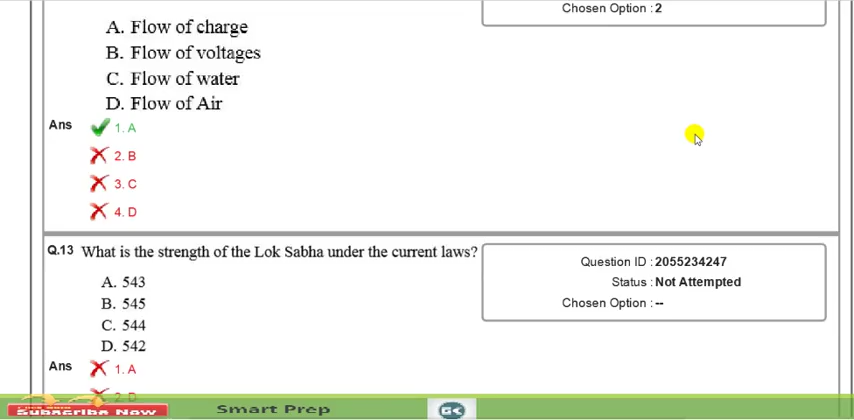 Chosen Option : 2
A. Flow of charge
B. Flow of voltages
C. Flow of water
D. Flow of Air
Ans
1. A
2. B
3. C
4. D
Q.13 What is the strength of the Lok Sabha under the current laws?
Question ID : 2055234247
Status : Not Attempted
Chosen Option : --
A. 543
B. 545
C. 544
D. 542
Ans
1. A
Subscribe Now
Smart Prep
GK